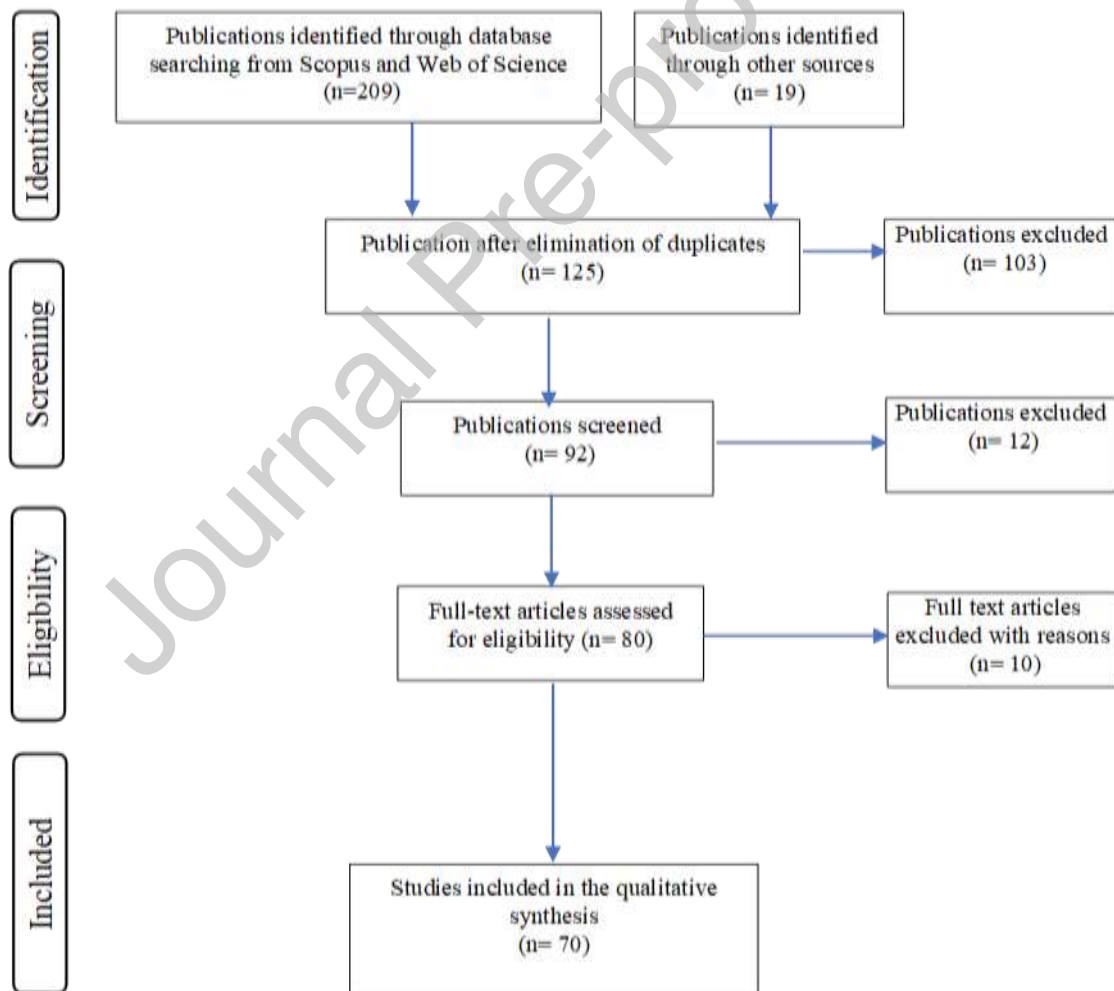 Identification
Publications identified through database
searching from Scopus and Web of Science
(n=209)
Publications identified
through other sources
(n= 19)
Publication after elimination of duplicates
(n= 125)
Publications excluded
(n= 103)
Screening
Publications screened
(n= 92)
Publications excluded
(n= 12)
Eligibility
Full-text articles assessed
for eligibility (n= 80)
Full text articles
excluded with reasons
(n= 10)
Included
Studies included in the qualitative
synthesis
(n= 70)
Journal Pre-pro